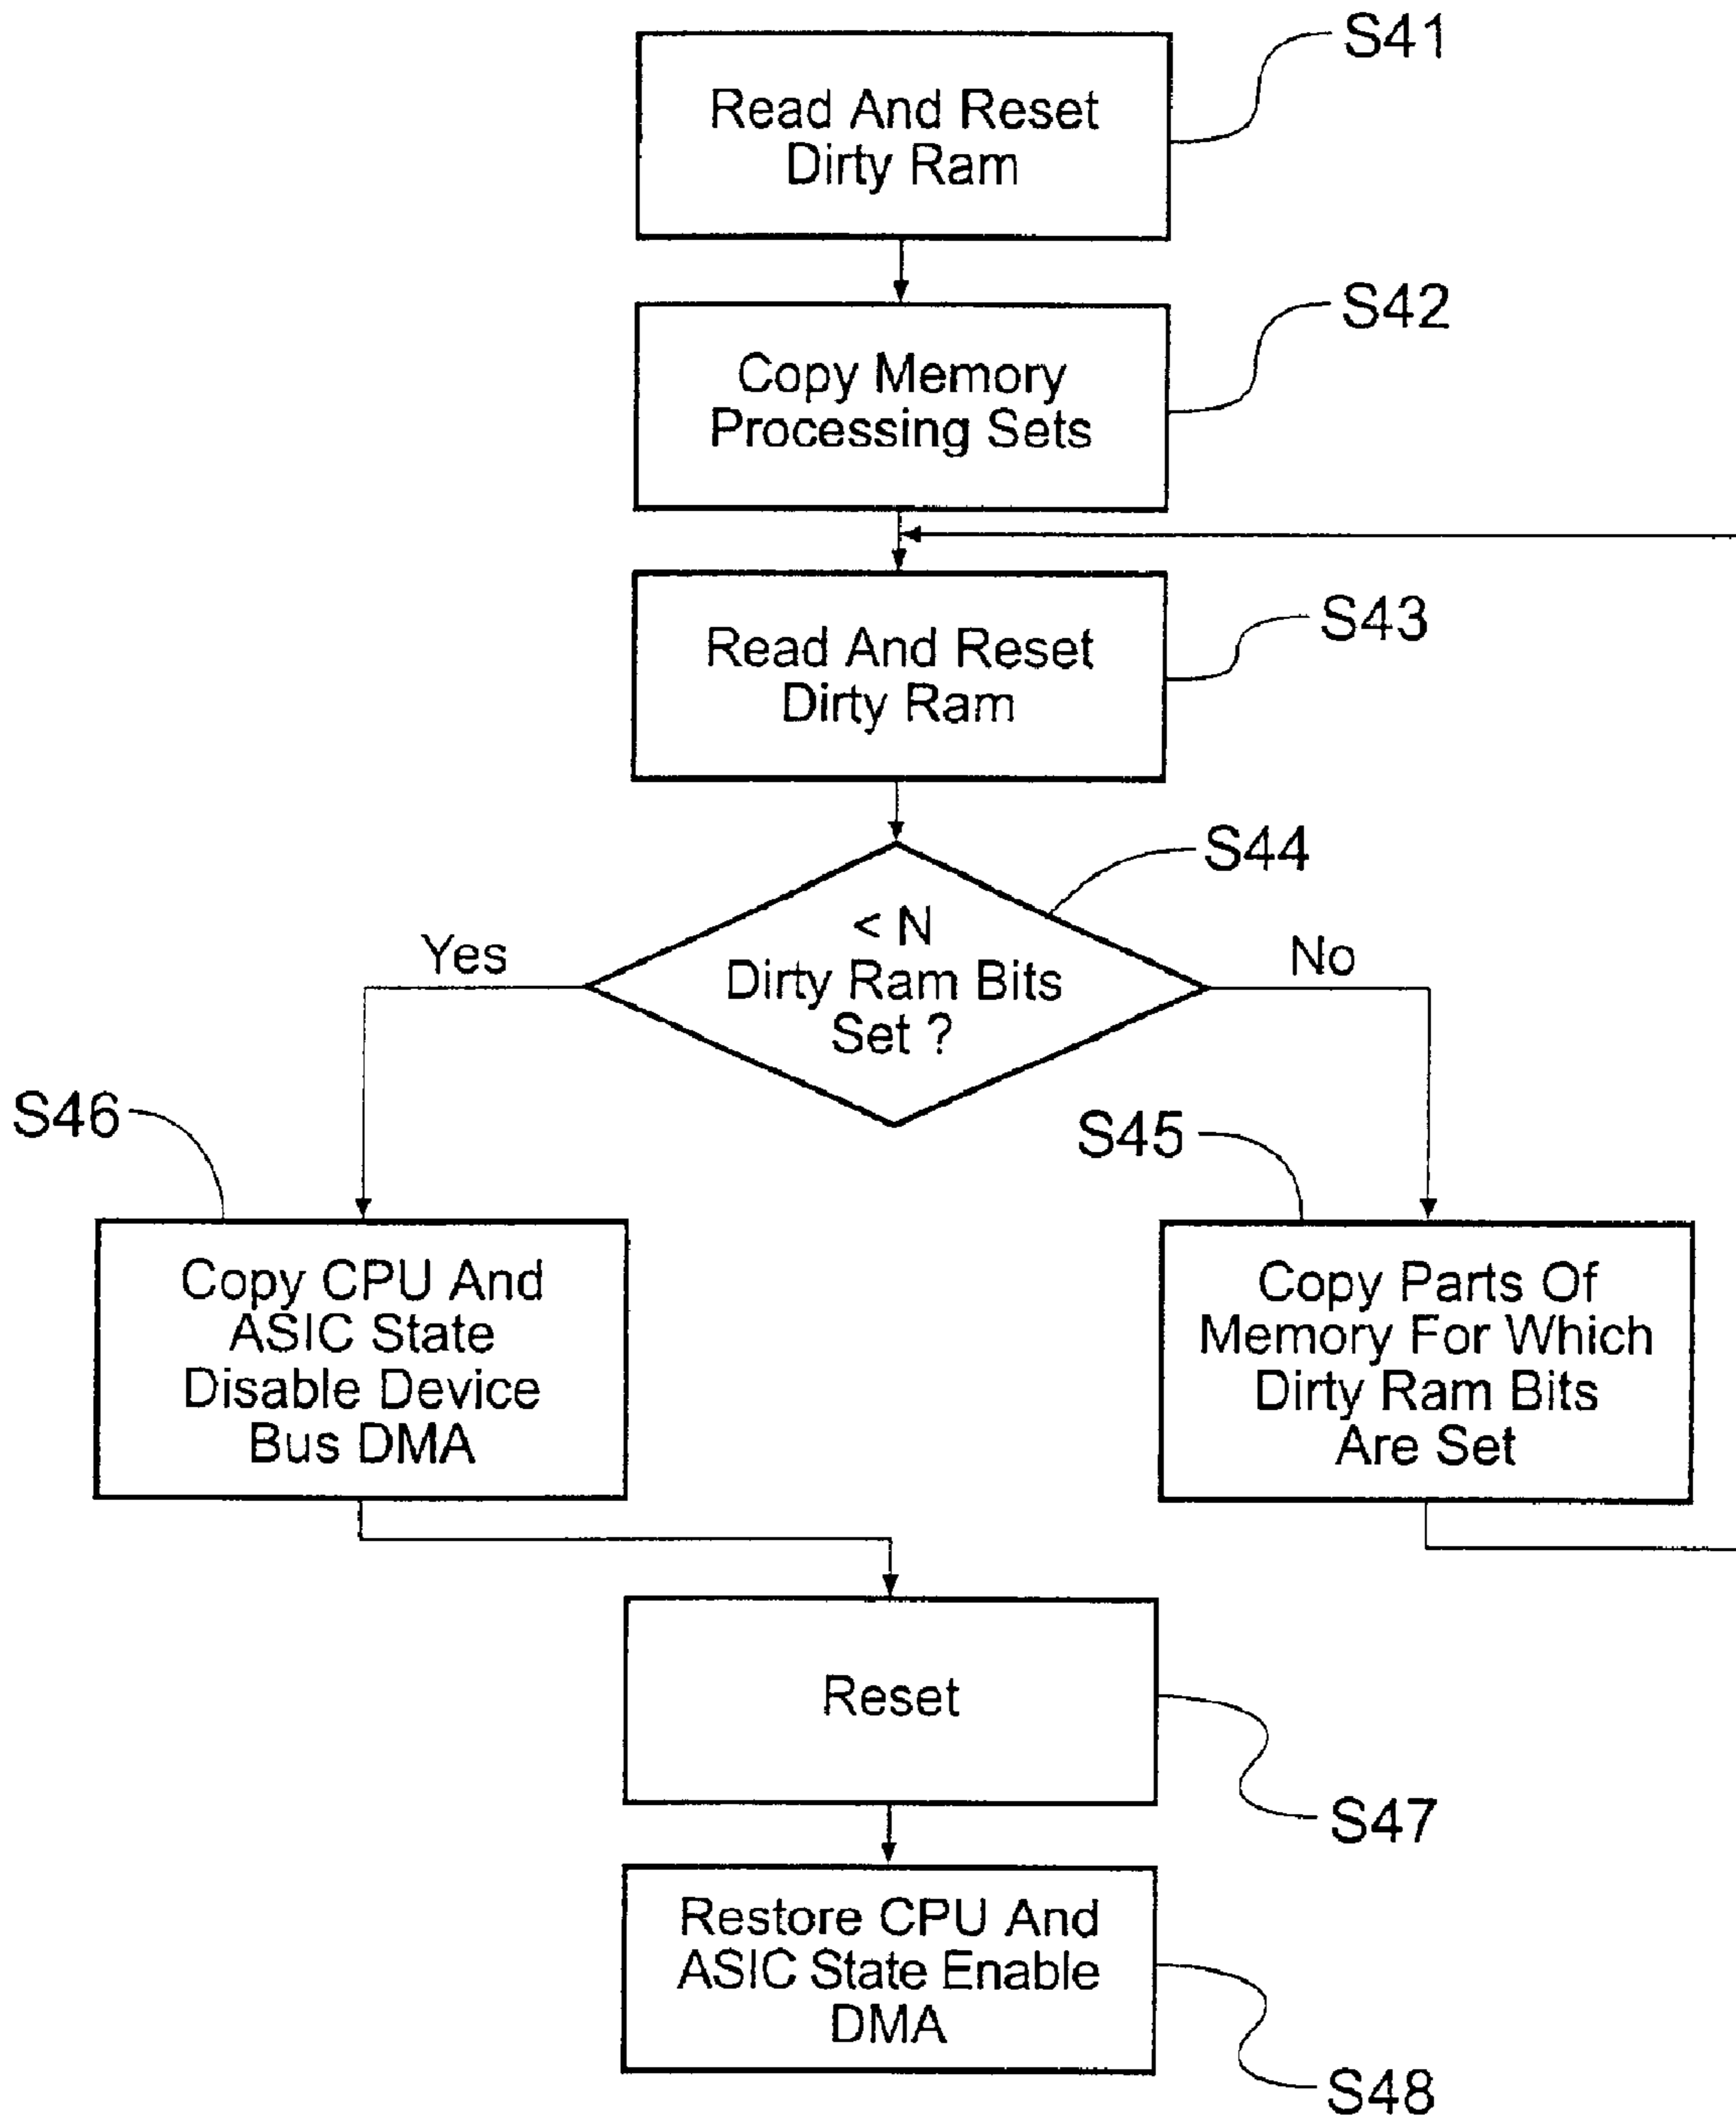 S41
Read And Reset
Dirty Ram
S42
Copy Memory
Processing Sets
S43
Read And Reset
Dirty Ram
S44
< N
Dirty Ram Bits
Set ?
Yes
No
S46
Copy CPU And
ASIC State
Disable Device
Bus DMA
S45
Copy Parts Of
Memory For Which
Dirty Ram Bits
Are Set
Reset
S47
Restore CPU And
ASIC State Enable
DMA
S48